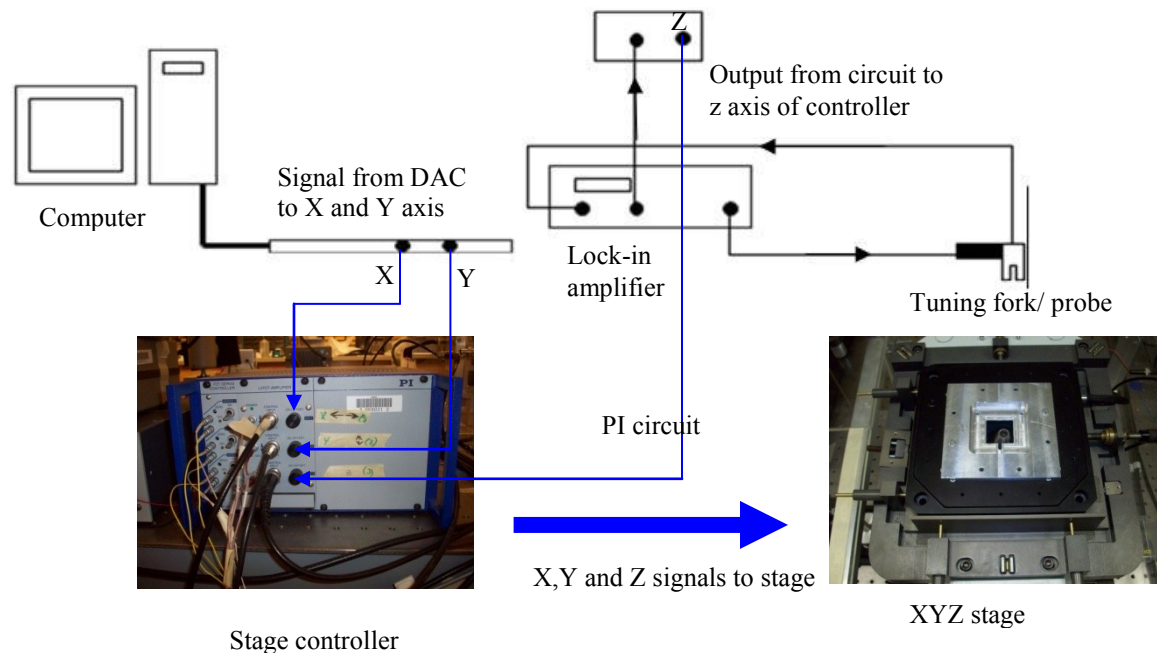 Z
Output from circuit to
z axis of controller
Signal from DAC
to X and Y axis
Computer
X
Y
Lock-in
amplifier
Tuning fork/ probe
PI
PI circuit
X,Y and Z signals to stage
XYZ stage
Stage controller